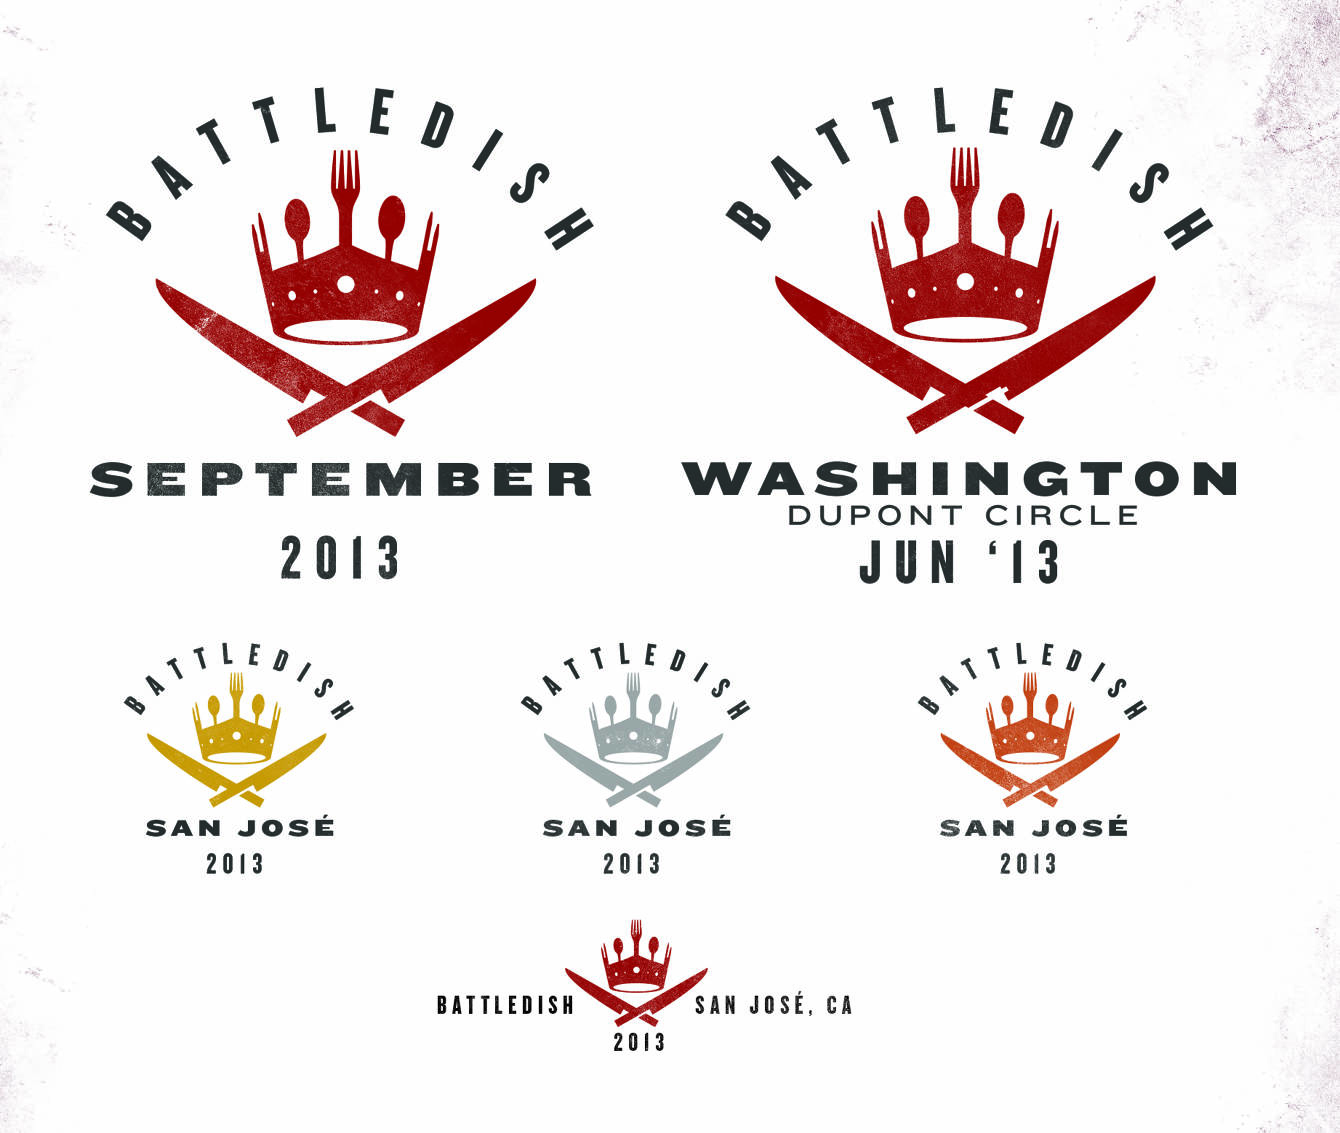 BATTLEDISH
SEPTEMBER
2013
BATTLEDISH
WASHINGTON
DUPONT CIRCLE
JUN ‘13
BATTLEDISH
SAN JOSÉ
2013
BATTLEDISH
SAN JOSÉ
2013
BATTLEDISH
SAN JOSÉ
2013
BATTLEDISH SAN JOSÉ, CA
2013